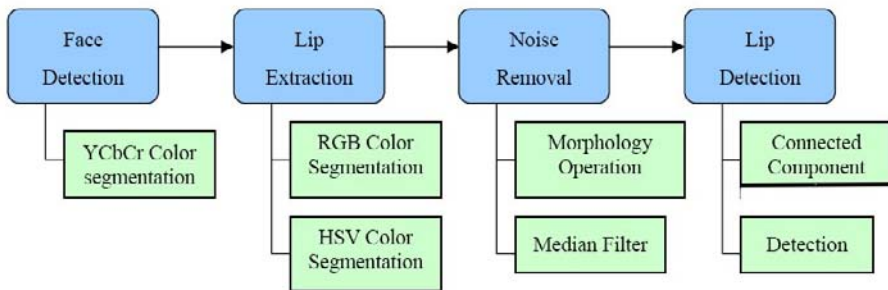 Face
Detection
Lip
Extraction
Noise
Removal
Lip
Detection
YCbCr Color
segmentation
RGB Color
Segmentation
HSV Color
Segmentation
Morphology
Operation
Median Filter
Connected
Component
Detection